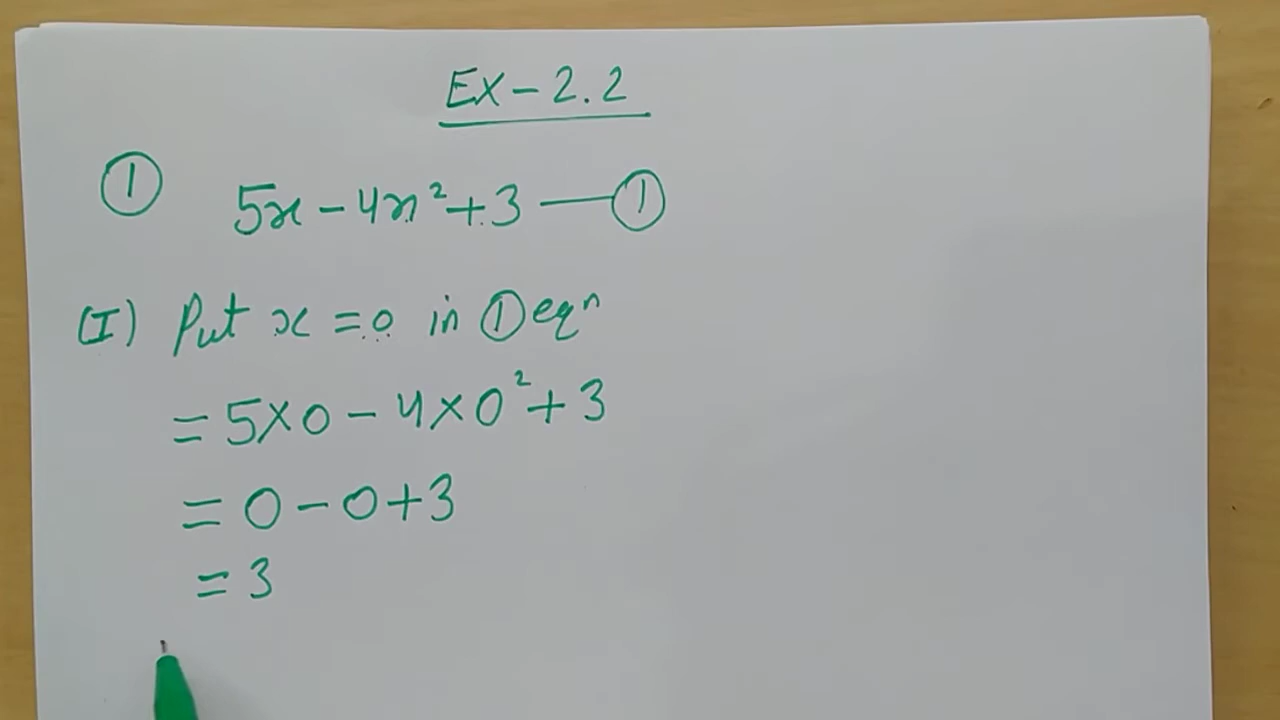 Ex-2.2
① 5x - 4x² + 3 — ①
(I) Put x = 0 in ① eqⁿ
= 5×0 - 4×0² + 3
= 0 - 0 + 3
= 3